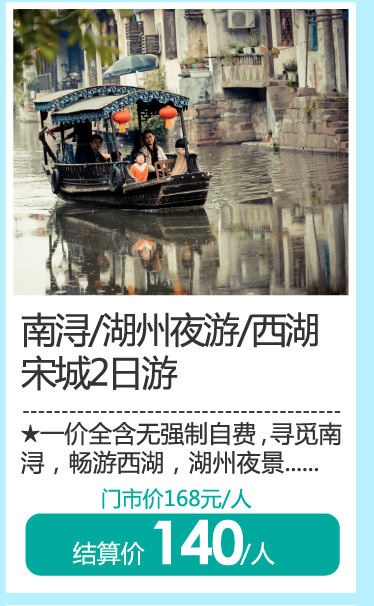 南浔/湖州夜游/西湖
宋城2日游
★一价全含无强制自费,寻觅南
浔，畅游西湖，湖州夜景......
门市价168元/人
结算价 140/人